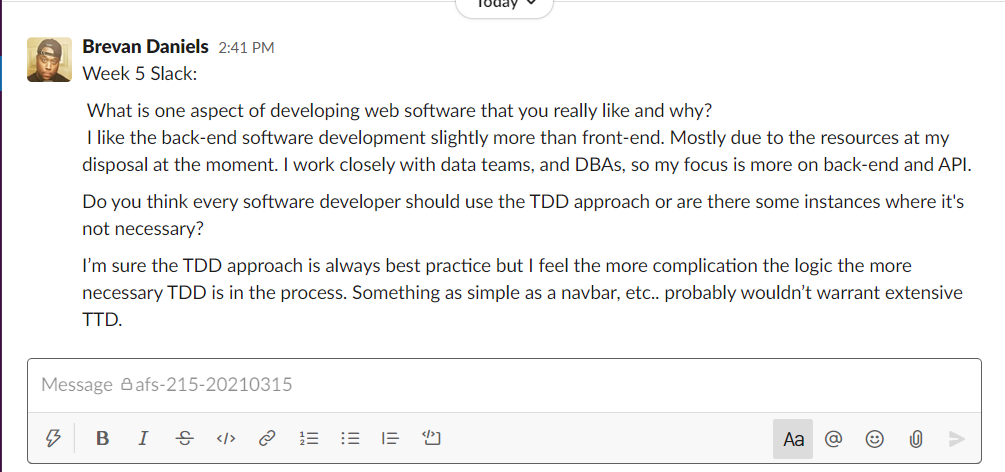 Today
Brevan Daniels 2:41 PM
Week 5 Slack:
What is one aspect of developing web software that you really like and why?
I like the back-end software development slightly more than front-end. Mostly due to the resources at my
disposal at the moment. I work closely with data teams, and DBAs, so my focus is more on back-end and API.
Do you think every software developer should use the TDD approach or are there some instances where it's
not necessary?
I’m sure the TDD approach is always best practice but I feel the more complication the logic the more
necessary TDD is in the process. Something as simple as a navbar, etc.. probably wouldn’t warrant extensive
TTD.
Message afs-215-20210315
B I S </> Aa @